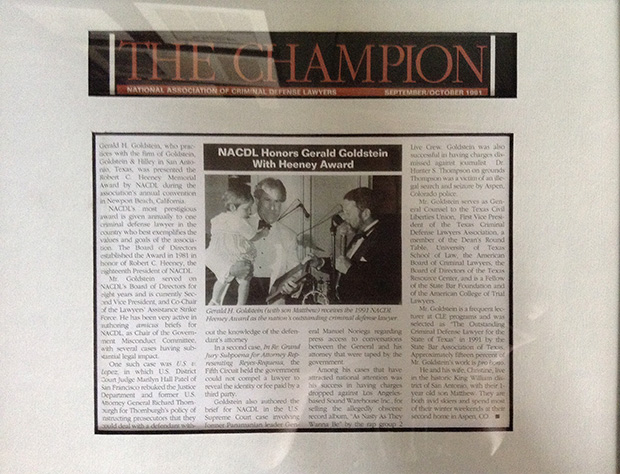 THE CHAMPION
NATIONAL ASSOCIATION OF CRIMINAL DEFENSE LAWYERS SEPTEMBER/OCTOBER 1991
Gerald H. Goldstein, who prac-
tices with the firm of Goldstein,
Goldstein & Hilley in San Anto-
nio, Texas, was presented the
Robert C. Heeney Memorial
Award by NACDL during the
association's annual convention
in Newport Beach, California.
NACDL's most prestigious
award is given annually to one
criminal defense lawyer in the
country who best exemplifies the
values and goals of the associa-
tion. The Board of Directors
established the Award in 1981 in
honor of Robert C. Heeney, the
eighteenth President of NACDL.
Mr. Goldstein served on
NACDL's Board of Directors for
eight years and is currently Sec-
ond Vice President, and Co-Chair
of the Lawyers' Assistance Strike
Force. He has been very active in
authoring amicus briefs for
NACDL, as Chair of the Govern-
ment Misconduct Committee,
with several cases having sub-
stantial legal impact.
One such case was U.S. v.
Lopez, in which U.S. District
Court Judge Marilyn Hall Patel of
San Francisco rebuked the Justice
Department and former U.S.
Attorney General Richard Thorn-
burgh for Thornburgh's policy of
instructing prosecutors that they
could deal with a defendant with-
NACDL Honors Gerald Goldstein
With Heeney Award
Gerald H. Goldstein (with son Matthew) receives the 1991 NACDL
Heeney Award as the nation's outstanding criminal defense lawyer
out the knowledge of the defen-
dant's attorney
In a second case, In Re Grand
Jury Subpoena for Attorney Rep-
resenting Reyes-Requena, the
Fifth Circuit held the government
could not compel a lawyer to
reveal the identity or fee paid by a
third party.
Goldstein also authored the
brief for NACDL in the U.S
Supreme Court case involving
former Panamanian leader Gen-
eral Manuel Noriega regarding
press access to conversations
between the General and his
attorney that were taped by the
government.
Among his cases that have
attracted national attention was
his success in having charges
dropped against Los Angeles-
based Sound Warehouse Inc., for
selling the allegedly obscene
record album, "As Nasty As They
Wanna Be" by the rap group 2
Live Crew. Goldstein was also
successful in having charges dis-
missed against journalist Dr.
Hunter S. Thompson on grounds
Thompson was a victim of an ille-
gal search and seizure by Aspen,
Colorado police.
Mr. Goldstein serves as Gen-
eral Counsel to the Texas Civil
Liberties Union, First Vice Presi-
dent of the Texas Criminal
Defense Lawyers Association, a
member of the Dean's Round
Table, University of Texas
School of Law, the American
Board of Criminal Lawyers, the
Board of Directors of the Texas
Resource Center, and is a Fellow
of the State Bar Foundation and
of the American College of Trial
Lawyers.
Mr. Goldstein is a frequent lec-
turer at CLE programs and was
selected as "The Outstanding
Criminal Defense Lawyer for the
State of Texas" in 1991 by the
State Bar Association of Texas.
Approximately fifteen percent of
Mr. Goldstein's work is pro bono.
He and his wife, Christine, live
in the historic King William dis-
trict of San Antonio, with their
year old son Matthew. They are
both avid skiers and spend most
of their winter weekends at their
second home in Aspen, CO.